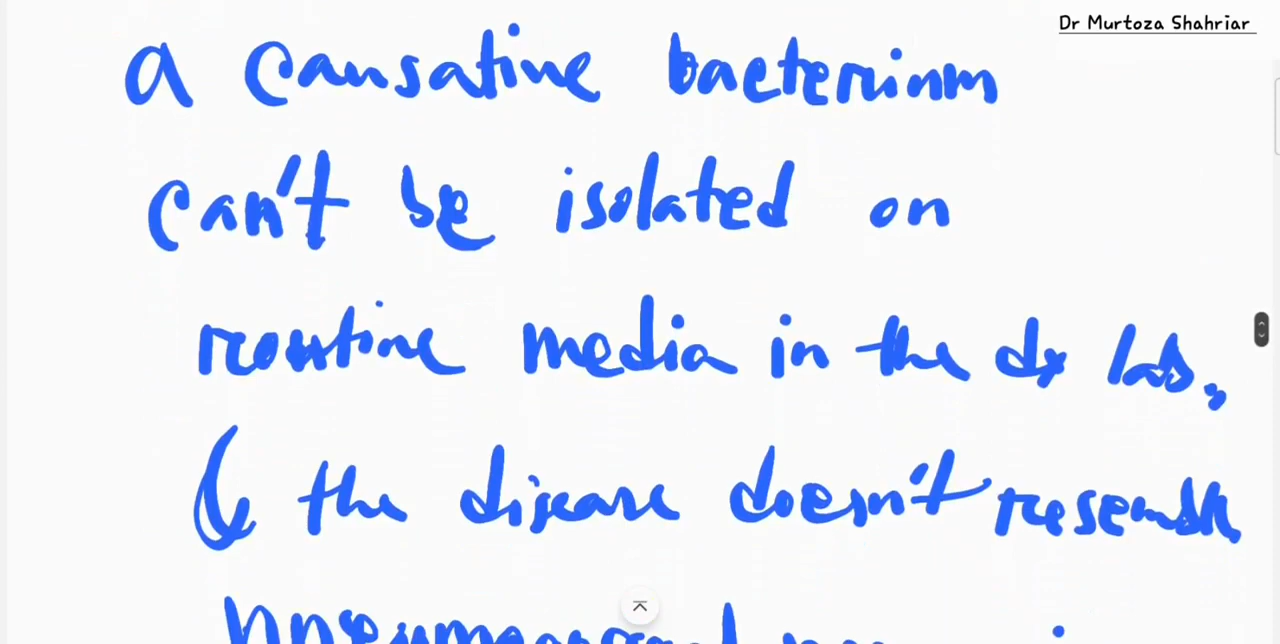 Dr Murtoza Shahriar
a causative bacterium
can't be isolated on
routine media in the dx lab,
& the disease doesn't resemble
pneumococcal